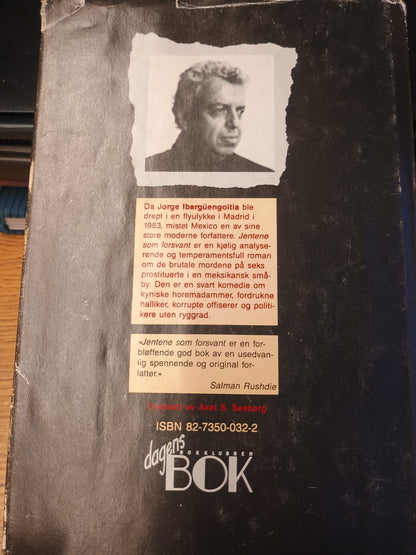 Da Jorge Ibargüengoitia ble
drept i en flyulykke i Madrid i
1983, mistet Mexico en av sine
store moderne forfattere. Jentene
som forsvant er en kjølig analyse-
rende og temperamentsfull roman
om de brutale mordene på seks
prostituerte i en meksikansk små-
by. Den er en svart komedie om
kyniske horemadammer, fordrukne
halliker, korrupte offiserer og politi-
kere uten ryggrad.
«Jentene som forsvant er en for-
bløffende god bok av en usedvan-
lig spennende og original for-
fatter.»
Salman Rushdie
Oversatt av Axel S. Seeberg
ISBN 82-7350-032-2
BOKKLUBBEN
dagens
BOK